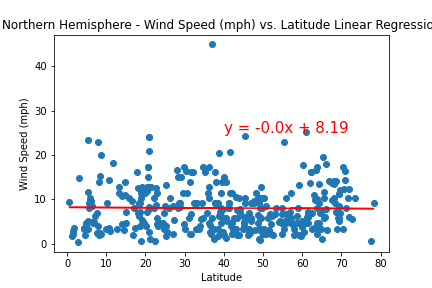 Northern Hemisphere - Wind Speed (mph) vs. Latitude Linear Regressio
40
30
20
10
0
Wind Speed (mph)
y = -0.0x + 8.19
0 10 20 30 40 50 60 70 80
Latitude